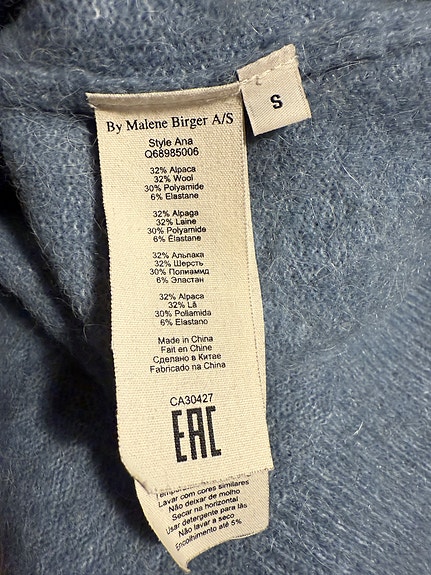 By Malene Birger A/S
S
Style Ana
Q68985006
32% Alpaca
32% Wool
30% Polyamide
6% Elastane
32% Alpaga
32% Laine
30% Polyamide
6% Élastane
32% Альпака
32% Шерсть
30% Полиамид
6% Эластан
32% Alpaca
32% Lã
30% Poliamida
6% Elastano
Made in China
Fait en Chine
Сделано в Китае
Fabricado na China
CA30427
EAC
Lavar com cores similares
Não deixar de molho
Secar na horizontal
Usar detergente para lãs
Não lavar a seco
Encolhimento até 5%